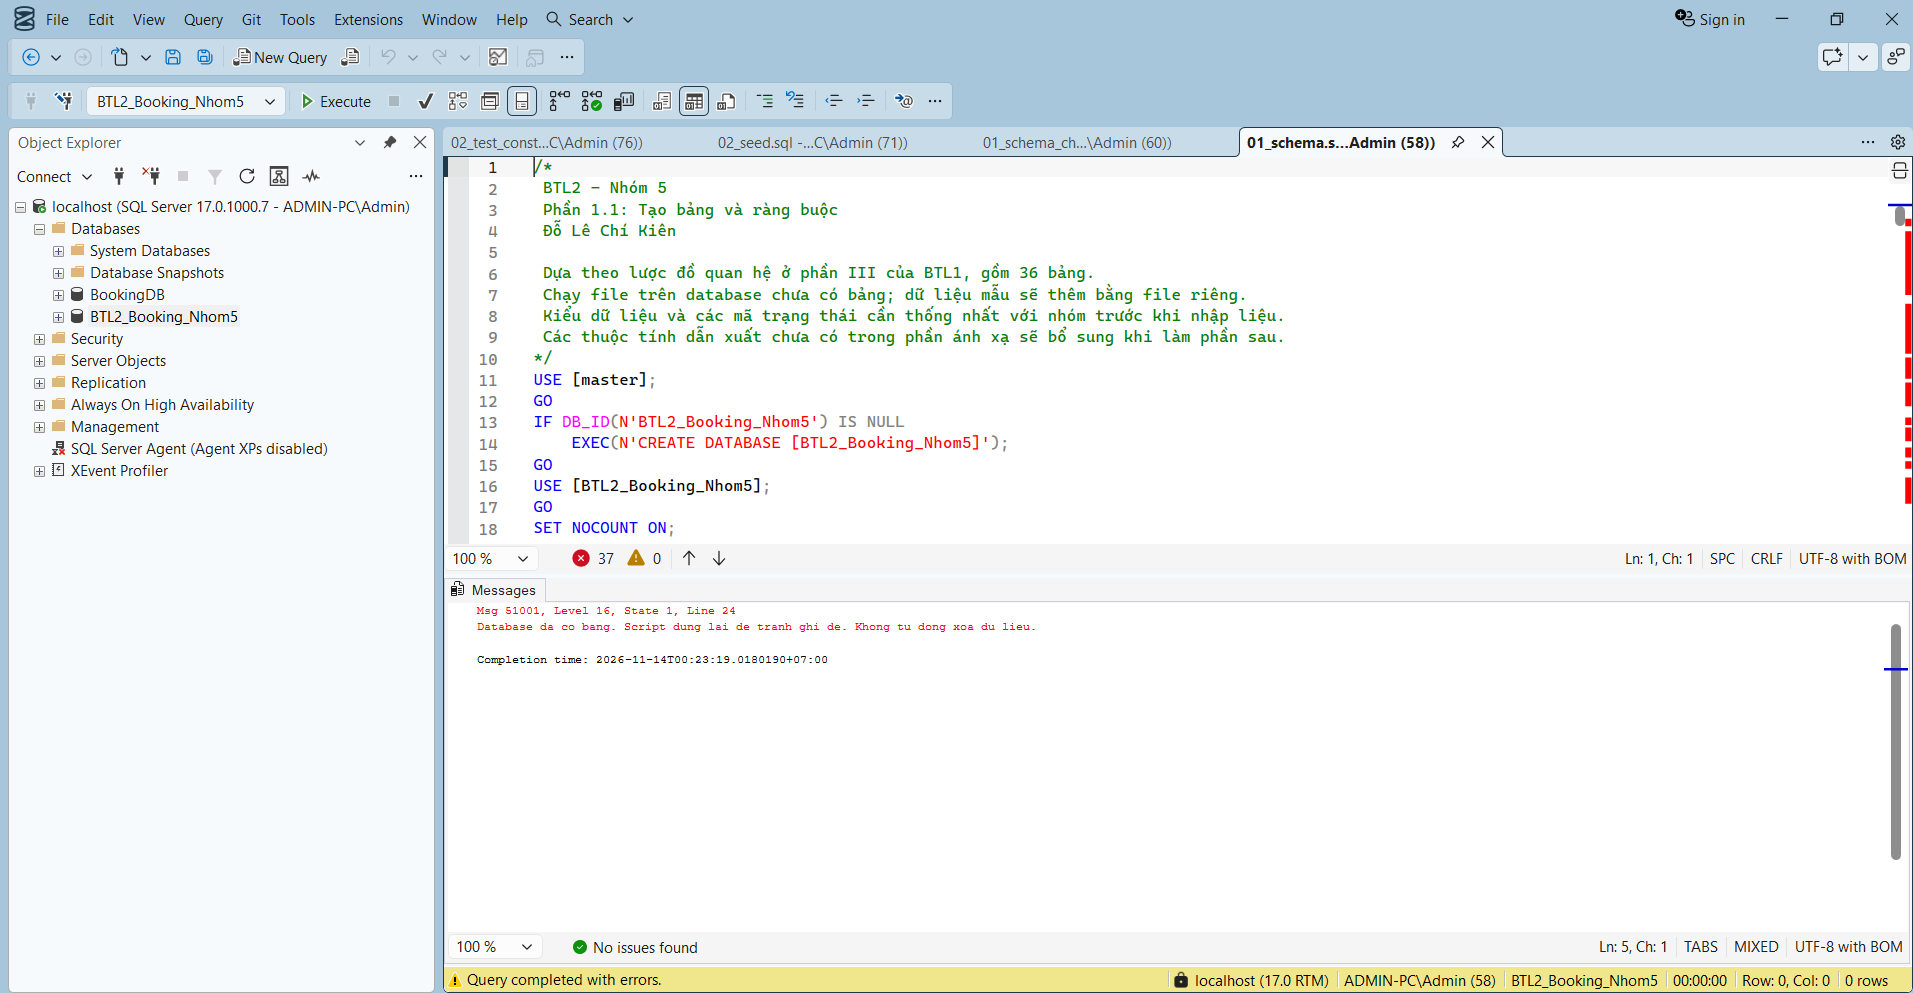 File Edit View Query Git Tools Extensions Window Help Search Sign in
New Query
BTL2_Booking_Nhom5 Execute
Object Explorer
Connect
localhost (SQL Server 17.0.1000.7 - ADMIN-PC\Admin)
Databases
System Databases
Database Snapshots
BookingDB
BTL2_Booking_Nhom5
Security
Server Objects
Replication
Always On High Availability
Management
SQL Server Agent (Agent XPs disabled)
XEvent Profiler
02_test_const...C\Admin (76)) 02_seed.sql -...C\Admin (71)) 01_schema_ch...\Admin (60)) 01_schema.s...Admin (58))
1 /*
2 BTL2 - Nhóm 5
3 Phần 1.1: Tạo bảng và ràng buộc
4 Đỗ Lê Chí Kiên
5
6 Dựa theo lược đồ quan hệ ở phần III của BTL1, gồm 36 bảng.
7 Chạy file trên database chưa có bảng; dữ liệu mẫu sẽ thêm bằng file riêng.
8 Kiểu dữ liệu và các mã trạng thái cần thống nhất với nhóm trước khi nhập liệu.
9 Các thuộc tính dẫn xuất chưa có trong phần ánh xạ sẽ bổ sung khi làm phần sau.
10 */
11 USE [master];
12 GO
13 IF DB_ID(N'BTL2_Booking_Nhom5') IS NULL
14 EXEC(N'CREATE DATABASE [BTL2_Booking_Nhom5]');
15 GO
16 USE [BTL2_Booking_Nhom5];
17 GO
18 SET NOCOUNT ON;
100 % 37 0 Ln: 1, Ch: 1 SPC CRLF UTF-8 with BOM
Messages
Msg 51001, Level 16, State 1, Line 24
Database da co bang. Script dung lai de tranh ghi de. Khong tu dong xoa du lieu.
Completion time: 2026-11-14T00:23:19.0180190+07:00
100 % No issues found Ln: 5, Ch: 1 TABS MIXED UTF-8 with BOM
Query completed with errors. localhost (17.0 RTM) ADMIN-PC\Admin (58) BTL2_Booking_Nhom5 00:00:00 Row: 0, Col: 0 0 rows